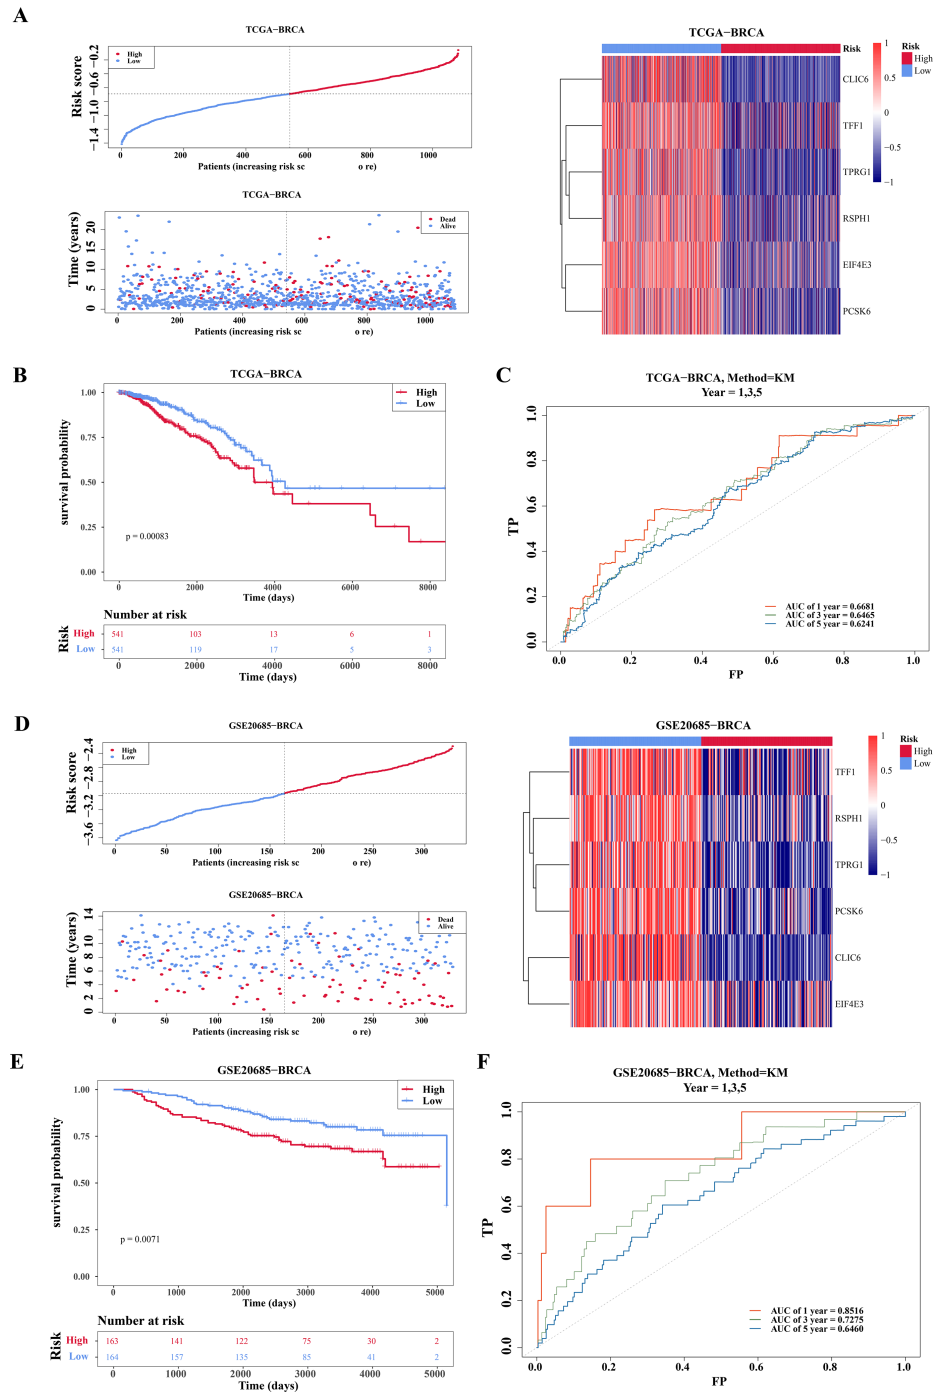 A
TCGA−BRCA
High
Low
Risk score
−0.2
−0.6
−1.0
−1.4
0 200 400 600 800 1000
Patients (increasing risk sc o re)
TCGA−BRCA
Dead
Alive
Time (years)
20
15
10
5
0
0 200 400 600 800 1000
Patients (increasing risk sc o re)
TCGA−BRCA
Risk
CLIC6
TFF1
TPRG1
RSPH1
EIF4E3
PCSK6
1
0.5
0
−0.5
−1
Risk
High
Low
B
TCGA−BRCA
High
Low
survival probability
1.00
0.75
0.50
0.25
0.00
p = 0.00083
0 2000 4000 6000 8000
Time (days)
Number at risk
Risk
High 541 103 13 6 1
Low 541 119 17 5 3
0 2000 4000 6000 8000
Time (days)
C
TCGA−BRCA, Method=KM
Year = 1,3,5
TP
1.0
0.8
0.6
0.4
0.2
0.0
AUC of 1 year = 0.6681
AUC of 3 year = 0.6465
AUC of 5 year = 0.6241
0.0 0.2 0.4 0.6 0.8 1.0
FP
D
GSE20685−BRCA
High
Low
Risk score
−2.4
−2.8
−3.2
−3.6
0 50 100 150 200 250 300
Patients (increasing risk sc o re)
GSE20685−BRCA
Dead
Alive
Time (years)
14
12
10
8
6
4
2
0
0 50 100 150 250 300
Patients (increasing risk sc o re)
GSE20685−BRCA
TFF1
RSPH1
TPRG1
PCSK6
CLIC6
EIF4E3
1
0.5
0
−0.5
−1
Risk
High
Low
E
GSE20685−BRCA
High
Low
survival probability
1.00
0.75
0.50
0.25
0.00
p = 0.0071
0 1000 2000 3000 4000 5000
Time (days)
Number at risk
Risk
High 163 141 122 75 30 2
Low 164 157 135 85 41 2
0 1000 2000 3000 4000 5000
Time (days)
F
GSE20685−BRCA, Method=KM
Year = 1,3,5
TP
1.0
0.8
0.6
0.4
0.2
0.0
AUC of 1 year = 0.8516
AUC of 3 year = 0.7275
AUC of 5 year = 0.6460
0.0 0.2 0.4 0.6 0.8 1.0
FP